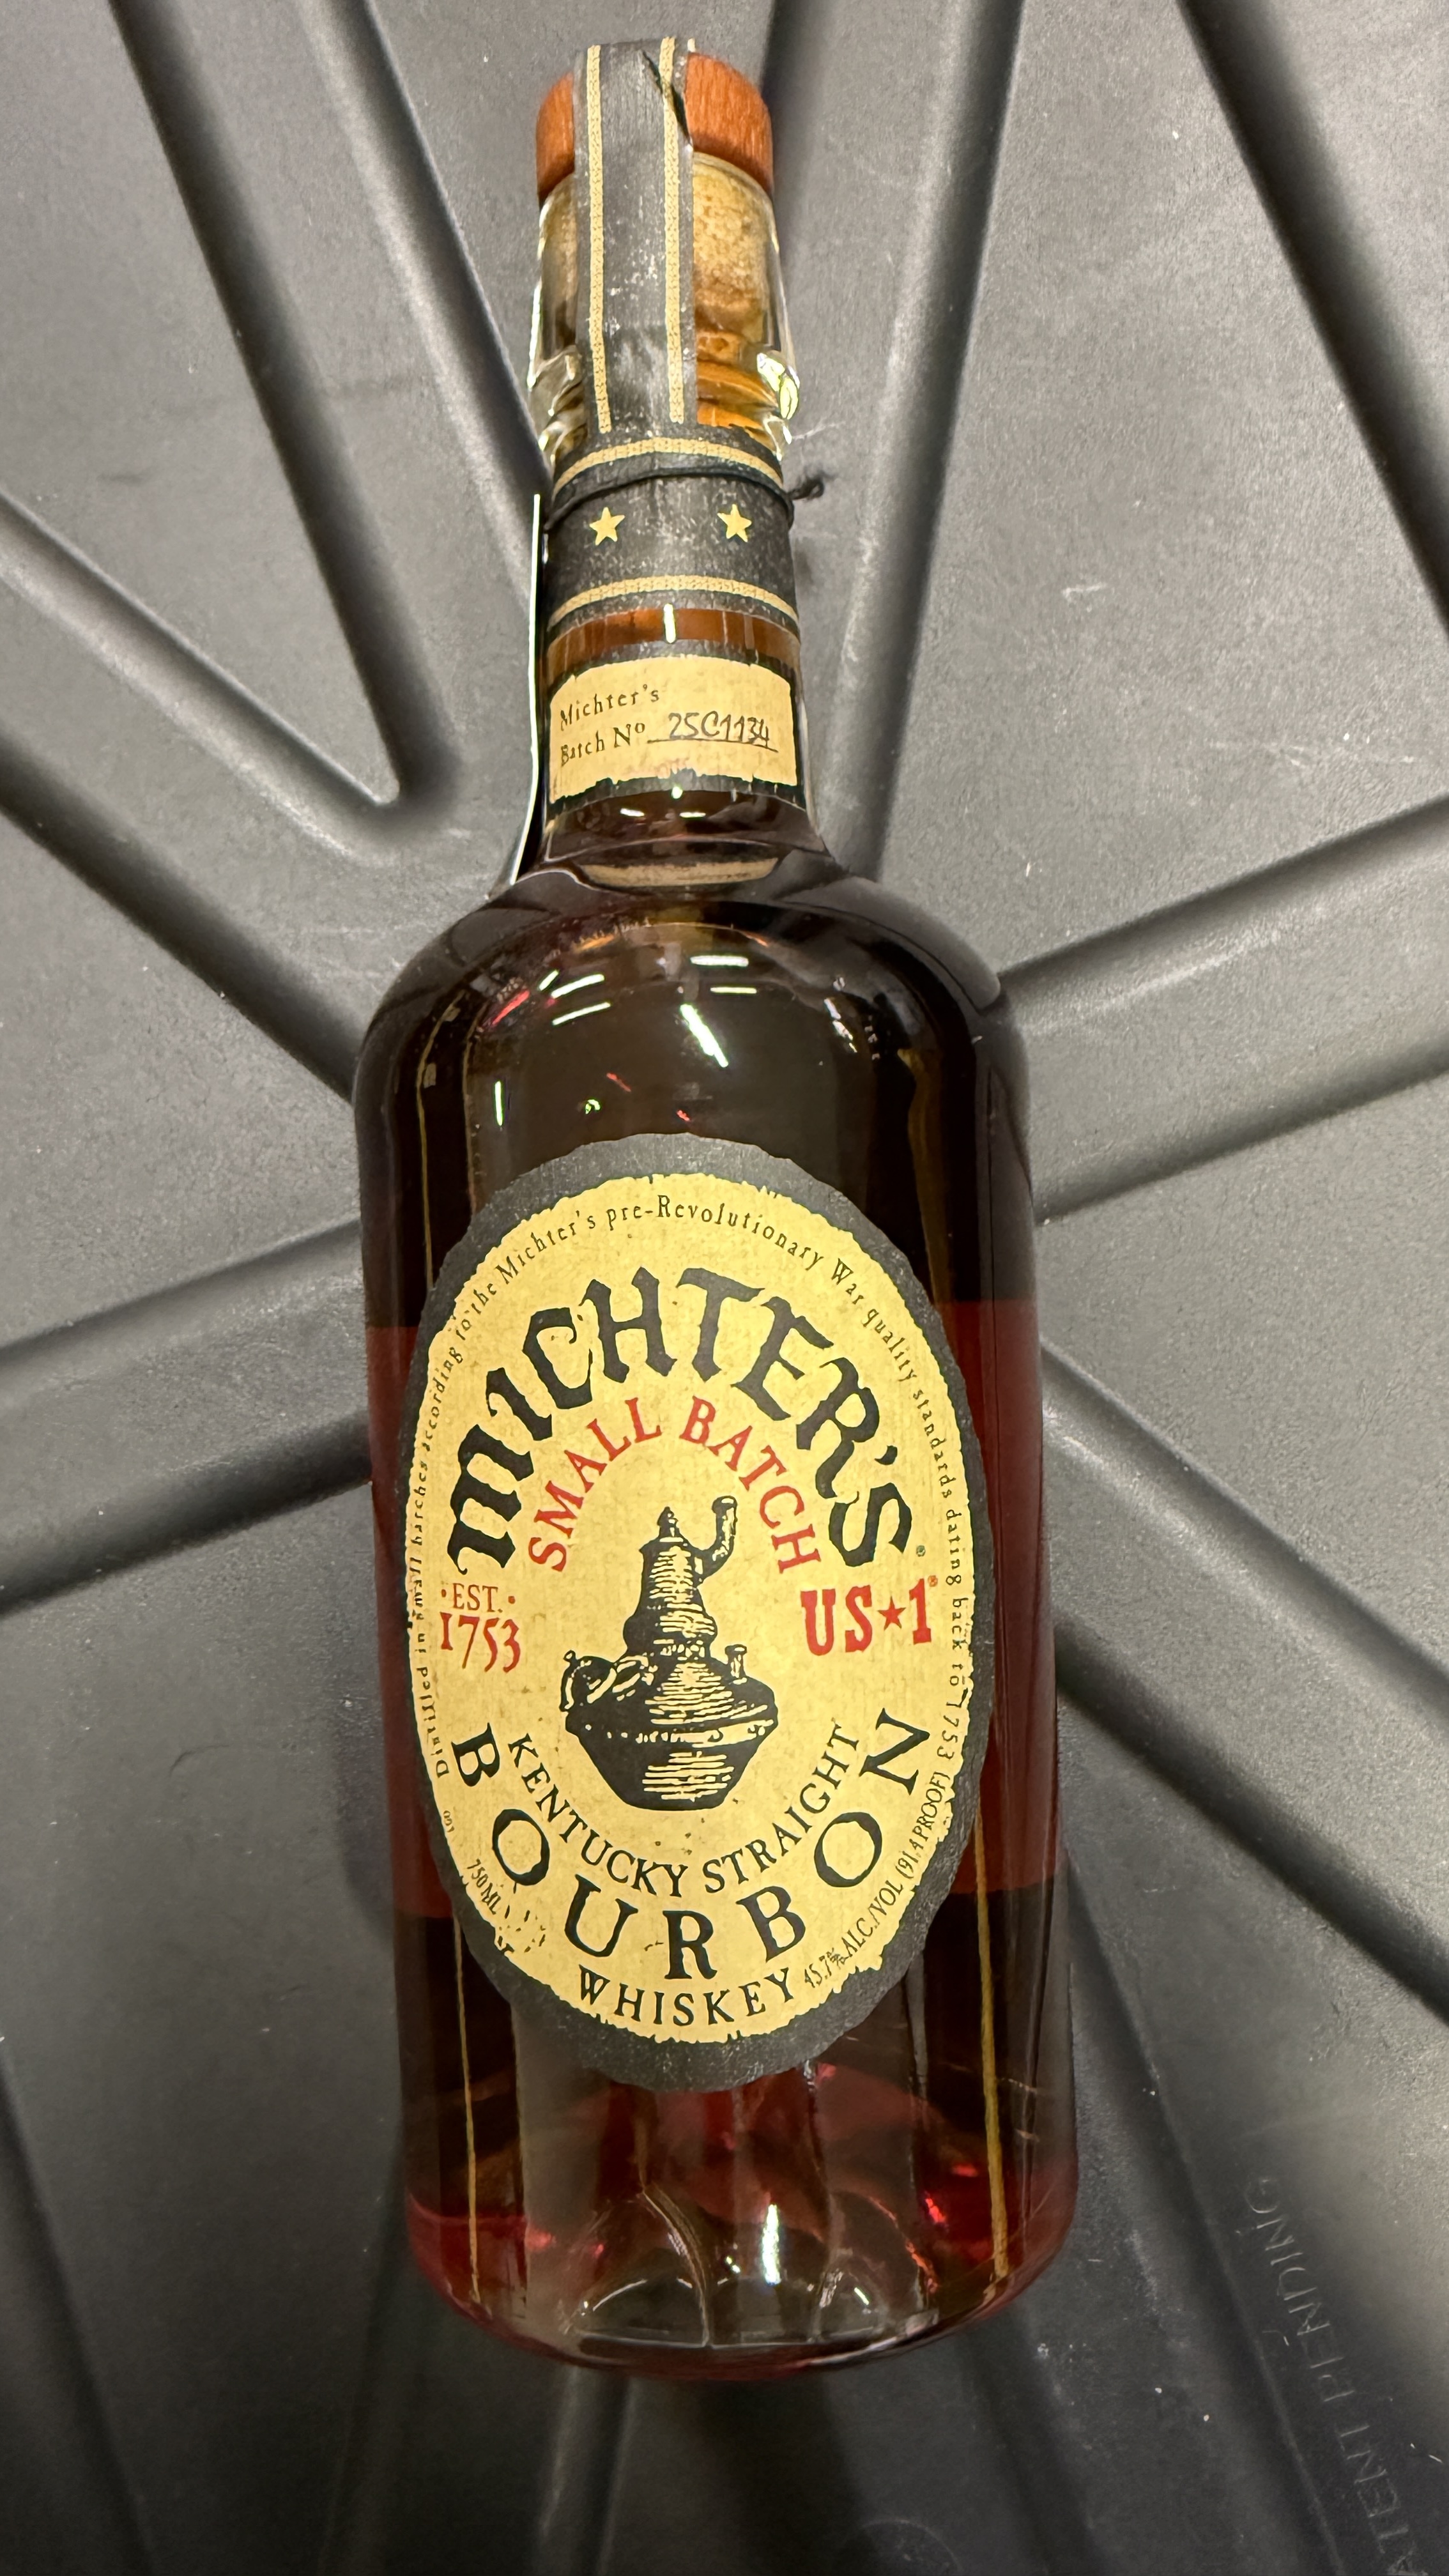 Michter's
Batch Nº 25C1134
Distilled in small batches according to the Michter's pre-Revolutionary War quality standards dating back to 1753
MICHTER'S®
SMALL BATCH
·EST.·
1753
US★1®
KENTUCKY STRAIGHT
BOURBON
WHISKEY
750ML
45.7% ALC./VOL (91.4 PROOF)
PATENT PENDING